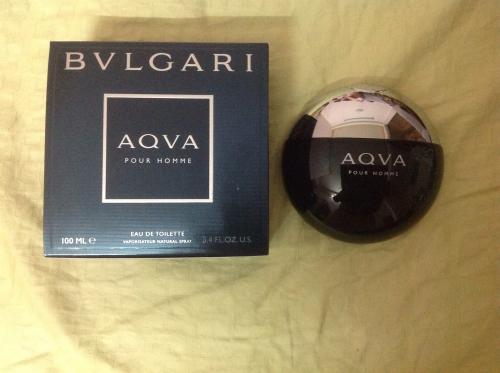 BVLGARI
AQVA
POUR HOMME
EAU DE TOILETTE
100 ML e VAPORISATEUR NATURAL SPRAY 3.4 FL.OZ. U.S.
AQVA
POUR HOMME